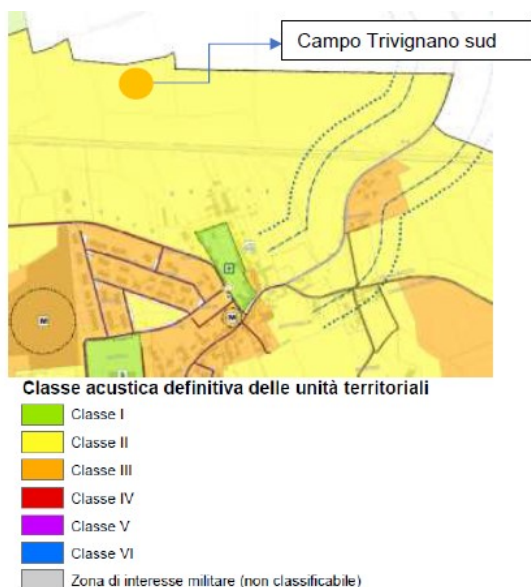 Campo Trivignano sud
M
M
Classe acustica definitiva delle unità territoriali
Classe I
Classe II
Classe III
Classe IV
Classe V
Classe VI
Zona di interesse militare (non classificabile)